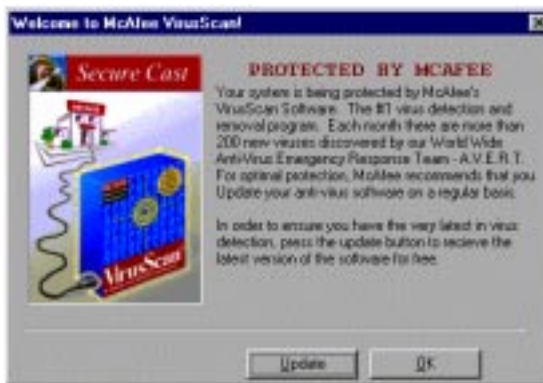 Welcome to McAfee VirusScan!
Secure Cast
VirusScan
PROTECTED BY MCAFEE
Your system is being protected by McAfee's
VirusScan Software. The #1 virus detection and
removal program. Each month there are more than
200 new viruses discovered by our World Wide
Anti-Virus Emergency Response Team - A.V.E.R.T.
For optimal protection, McAfee recommends that you
Update your anti-virus software on a regular basis.
In order to ensure you have the very latest in virus
detection, press the update button to recieve the
latest version of the software for free.
Update
OK